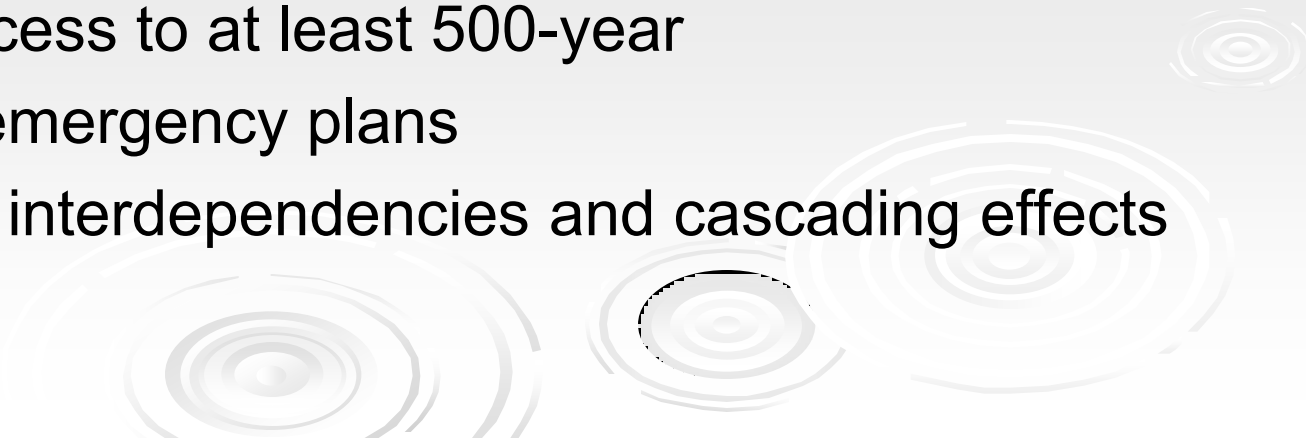 cess to at least 500-year
emergency plans
interdependencies and cascading effects